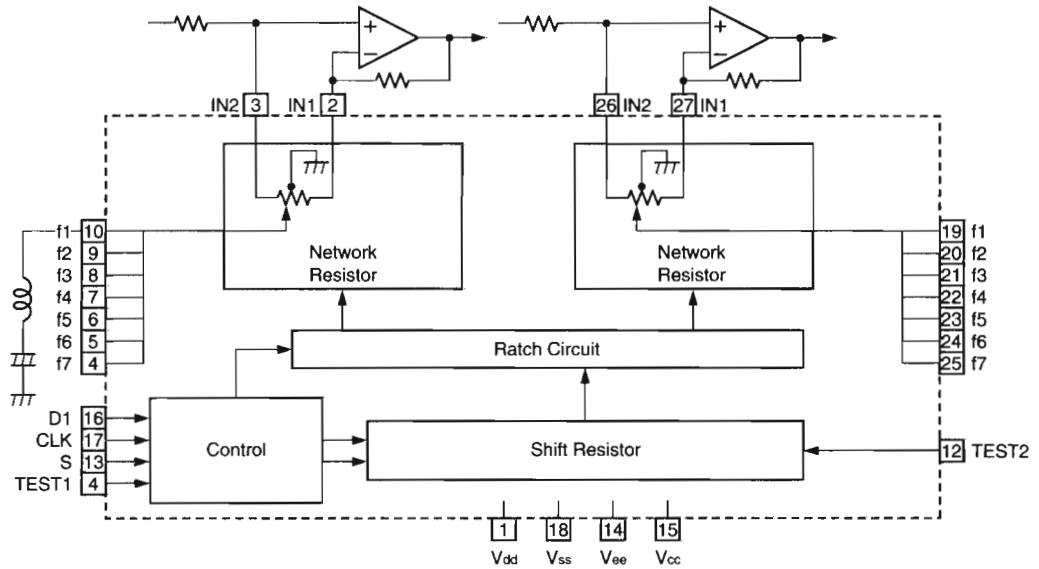 +
−
+
−
IN2 3 IN1 2
26 IN2 27 IN1
Network
Resistor
Network
Resistor
f1 10
f2 9
f3 8
f4 7
f5 6
f6 5
f7 4
19 f1
20 f2
21 f3
22 f4
23 f5
24 f6
25 f7
Ratch Circuit
D1 16
CLK 17
S 13
TEST1 4
Control
Shift Resistor
12 TEST2
1 18 14 15
Vdd Vss Vee Vcc